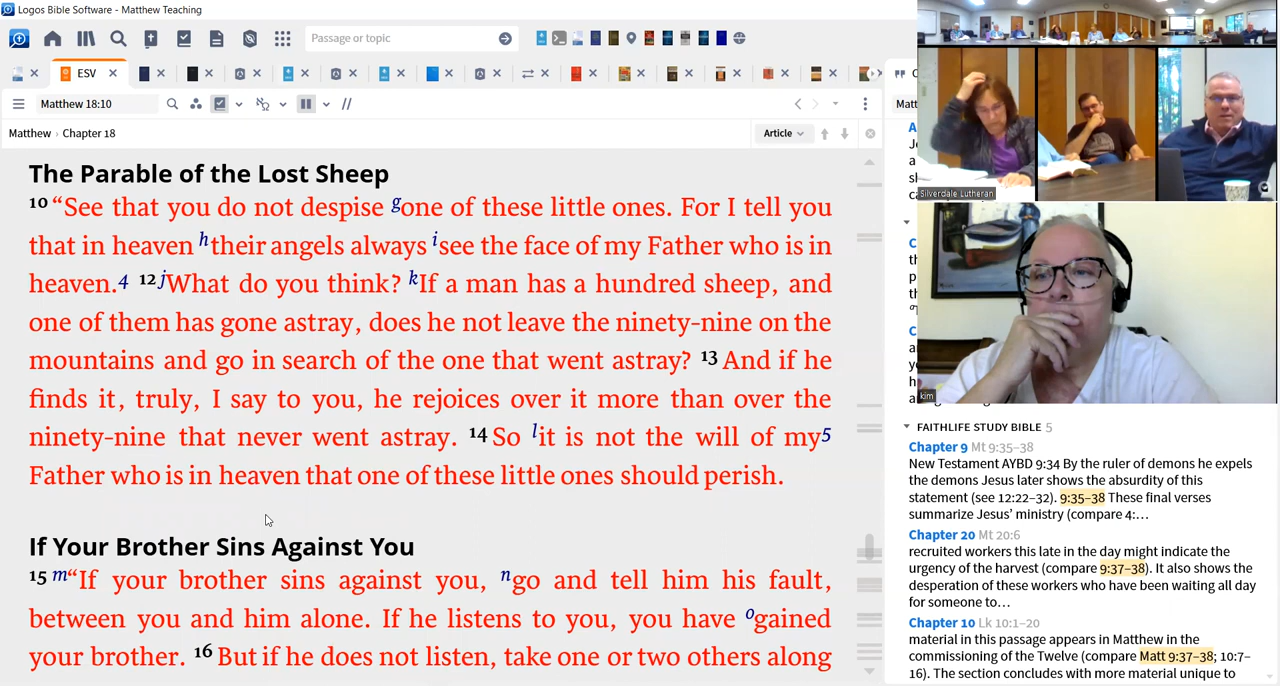 Logos Bible Software - Matthew Teaching
Passage or topic
ESV
Matthew 18:10
Matthew › Chapter 18
Article
The Parable of the Lost Sheep
10 “See that you do not despise gone of these little ones. For I tell you
that in heaven htheir angels always isee the face of my Father who is in
heaven.4 12 jWhat do you think? kIf a man has a hundred sheep, and
one of them has gone astray, does he not leave the ninety-nine on the
mountains and go in search of the one that went astray? 13 And if he
finds it, truly, I say to you, he rejoices over it more than over the
ninety-nine that never went astray. 14 So lit is not the will of my5
Father who is in heaven that one of these little ones should perish.
If Your Brother Sins Against You
15 m“If your brother sins against you, ngo and tell him his fault,
between you and him alone. If he listens to you, you have ogained
your brother. 16 But if he does not listen, take one or two others along
Silverdale Lutheran
kim
FAITHLIFE STUDY BIBLE 5
Chapter 9 Mt 9:35–38
New Testament AYBD 9:34 By the ruler of demons he expels
the demons Jesus later shows the absurdity of this
statement (see 12:22–32). 9:35–38 These final verses
summarize Jesus’ ministry (compare 4:…
Chapter 20 Mt 20:6
recruited workers this late in the day might indicate the
urgency of the harvest (compare 9:37–38). It also shows the
desperation of these workers who have been waiting all day
for someone to…
Chapter 10 Lk 10:1–20
material in this passage appears in Matthew in the
commissioning of the Twelve (compare Matt 9:37–38; 10:7–
16). The section concludes with more material unique to